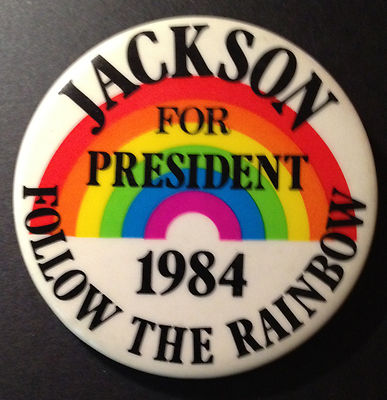 JACKSON
FOR
PRESIDENT
1984
FOLLOW THE RAINBOW